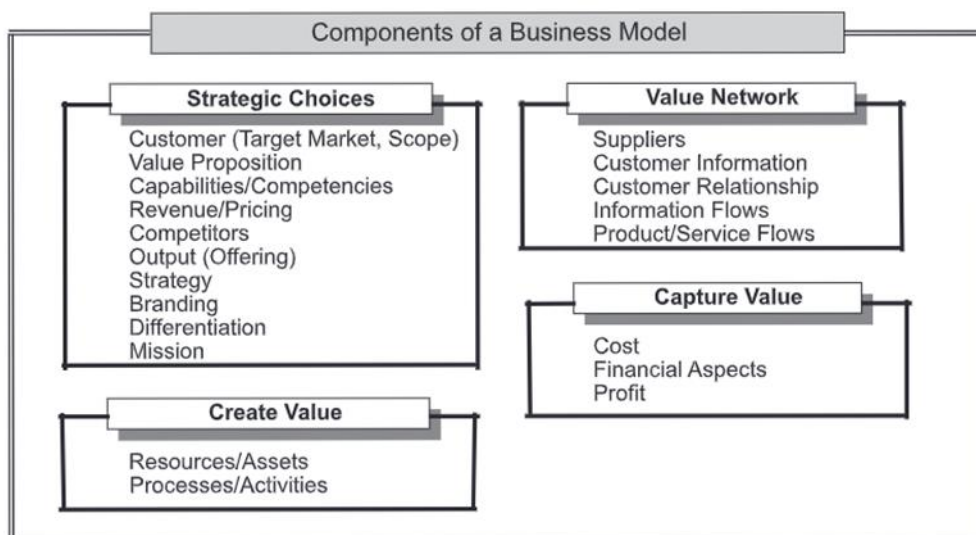 Components of a Business Model
Strategic Choices
Customer (Target Market, Scope)
Value Proposition
Capabilities/Competencies
Revenue/Pricing
Competitors
Output (Offering)
Strategy
Branding
Differentiation
Mission
Create Value
Resources/Assets
Processes/Activities
Value Network
Suppliers
Customer Information
Customer Relationship
Information Flows
Product/Service Flows
Capture Value
Cost
Financial Aspects
Profit